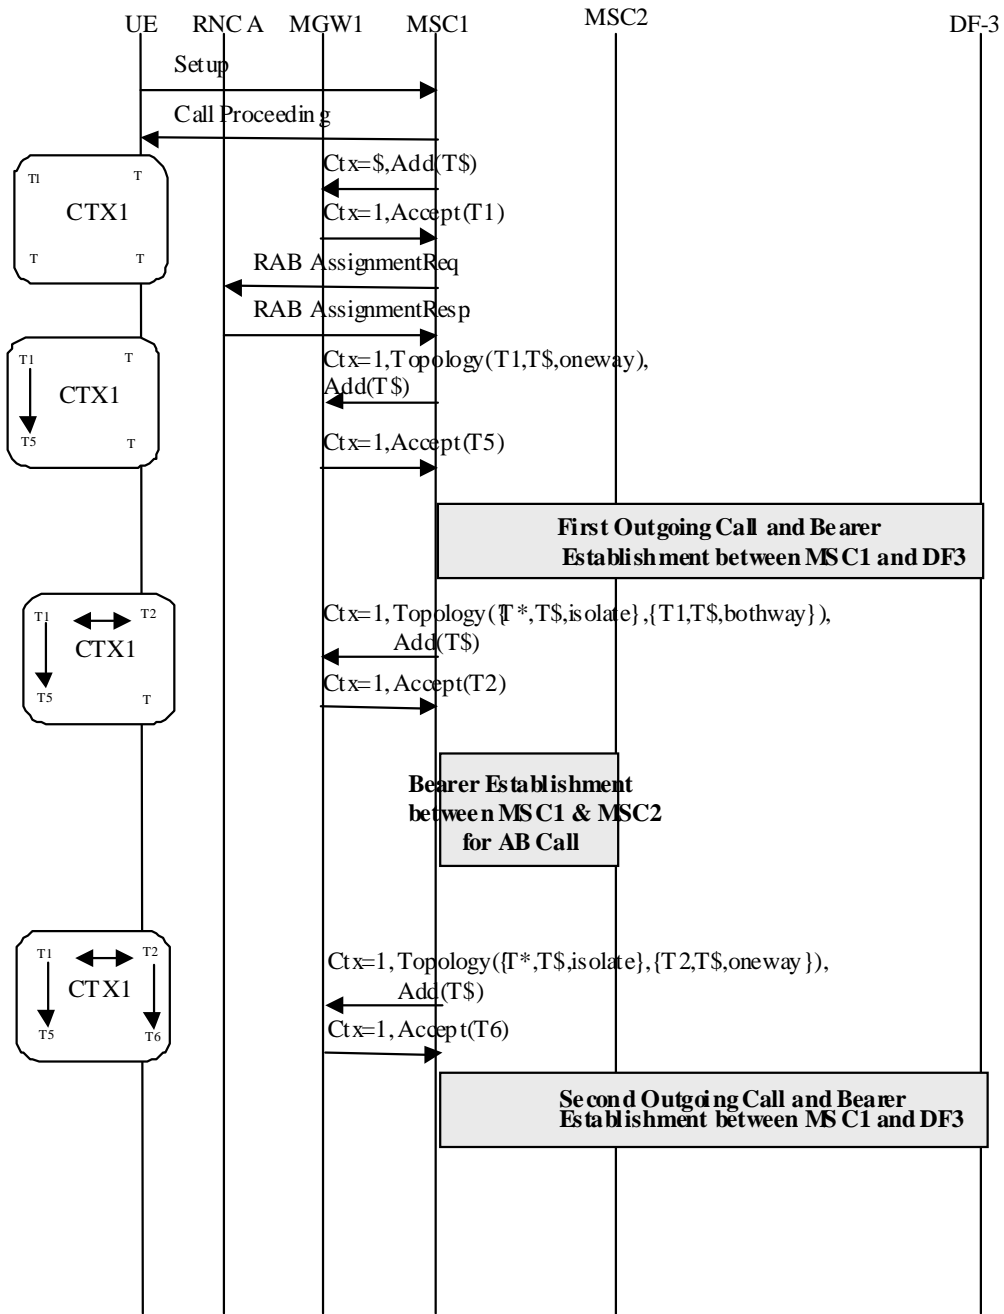 UE RNC A MGW1 MSC1 MSC2 DF-3
Setup
Call Proceeding
Ctx=$,Add(T$)
T1 T
CTX1
T T
Ctx=1,Accept(T1)
RAB AssignmentReq
RAB AssignmentResp
Ctx=1,Topology(T1,T$,oneway),
Add(T$)
T1 T
CTX1
T5 T
Ctx=1,Accept(T5)
First Outgoing Call and Bearer
Establishment between MSC1 and DF3
Ctx=1,Topology({T*,T$,isolate},{T1,T$,bothway}),
Add(T$)
T1 T2
CTX1
T5 T
Ctx=1,Accept(T2)
Bearer Establishment
between MSC1 & MSC2
for AB Call
Ctx=1,Topology({T*,T$,isolate},{T2,T$,oneway}),
Add(T$)
T1 T2
CTX1
T5 T6
Ctx=1,Accept(T6)
Second Outgoing Call and Bearer
Establishment between MSC1 and DF3